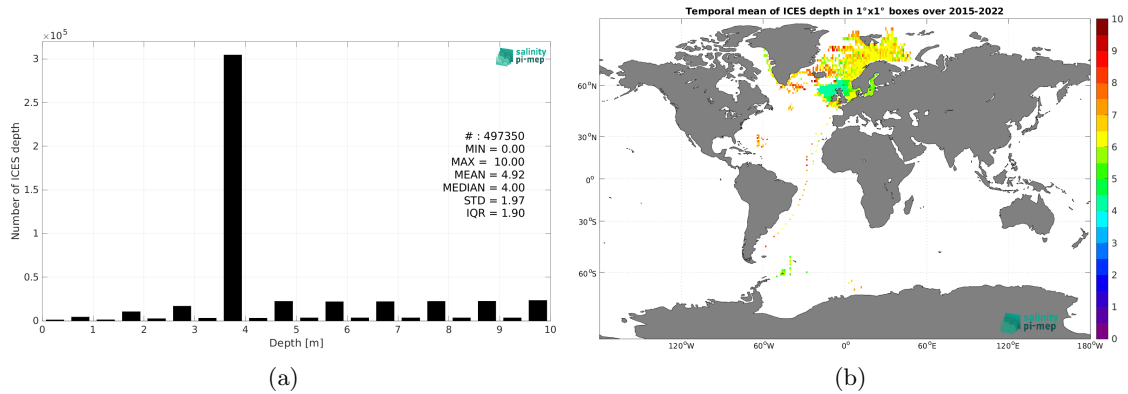 ×10⁵
3
2.5
2
1.5
1
0.5
0
Number of ICES depth
salinity
pi-mep
# : 497350
MIN = 0.00
MAX = 10.00
MEAN = 4.92
MEDIAN = 4.00
STD = 1.97
IQR = 1.90
0 1 2 3 4 5 6 7 8 9 10
Depth [m]
(a)
Temporal mean of ICES depth in 1°x1° boxes over 2015-2022
60°N
30°N
0°
30°S
60°S
120°W 60°W 0° 60°E 120°E 180°W
salinity
pi-mep
10
9
8
7
6
5
4
3
2
1
0
(b)